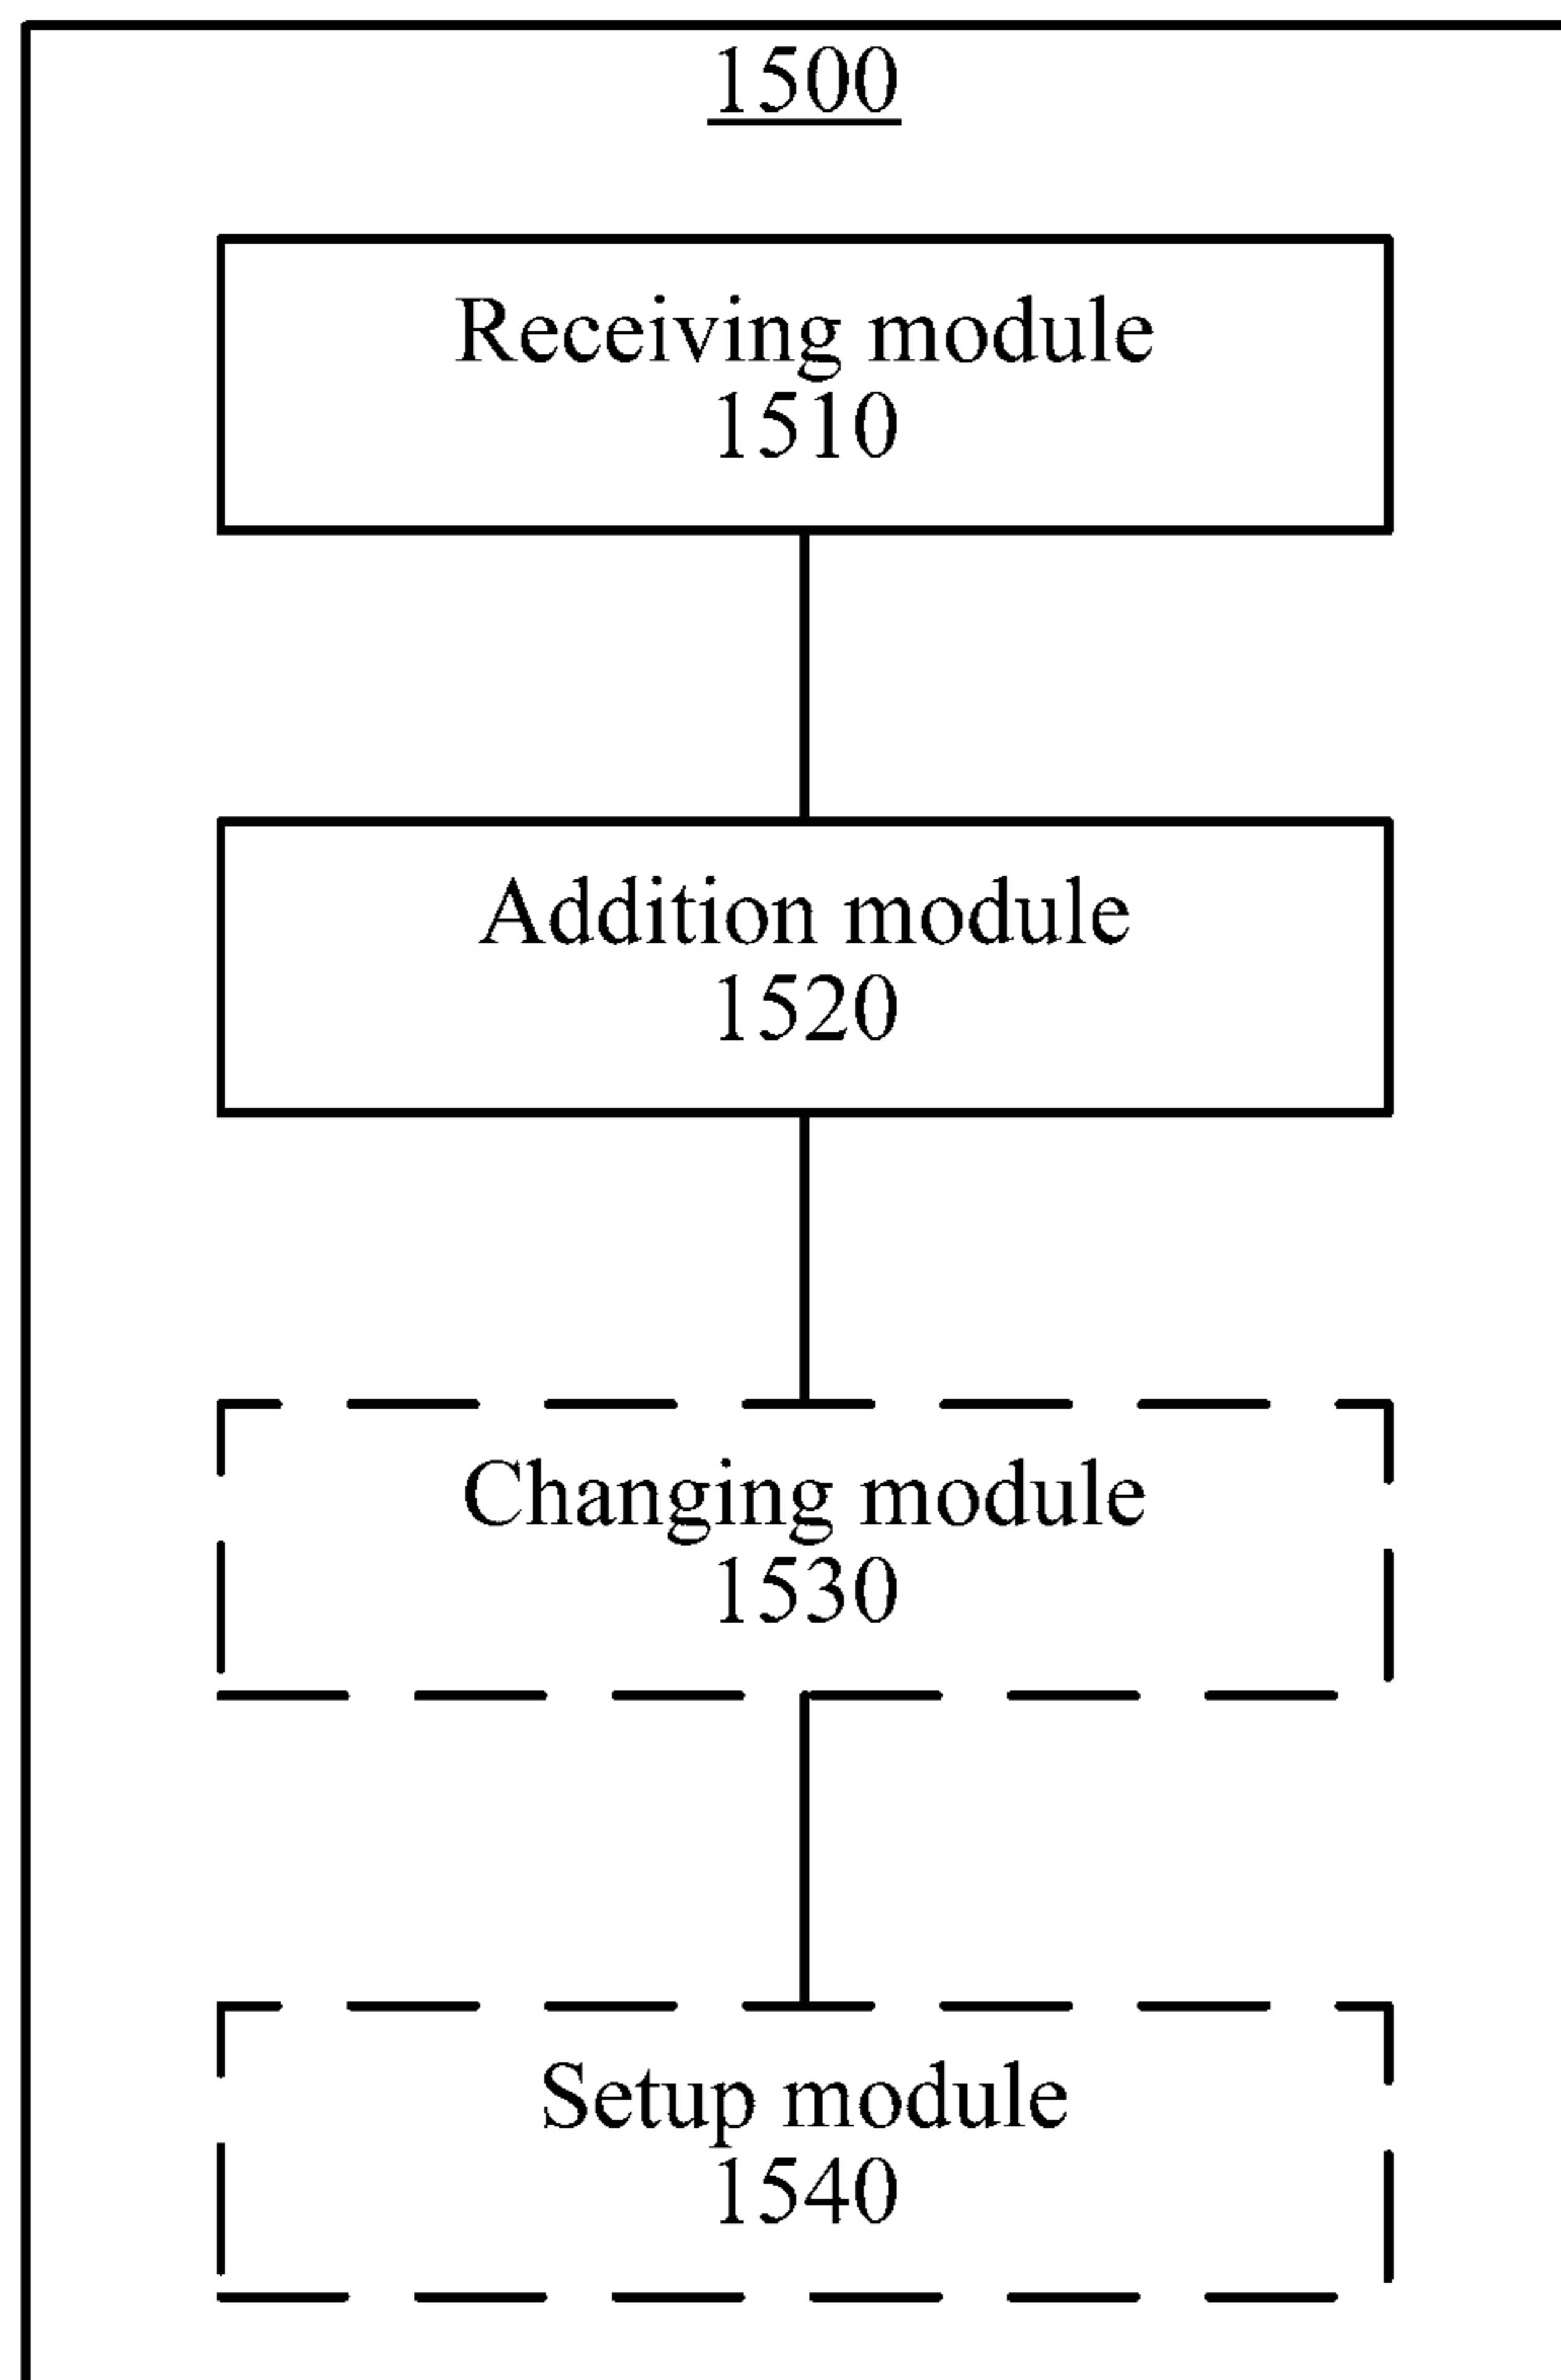 1500
Receiving module
1510
Addition module
1520
Changing module
1530
Setup module
1540